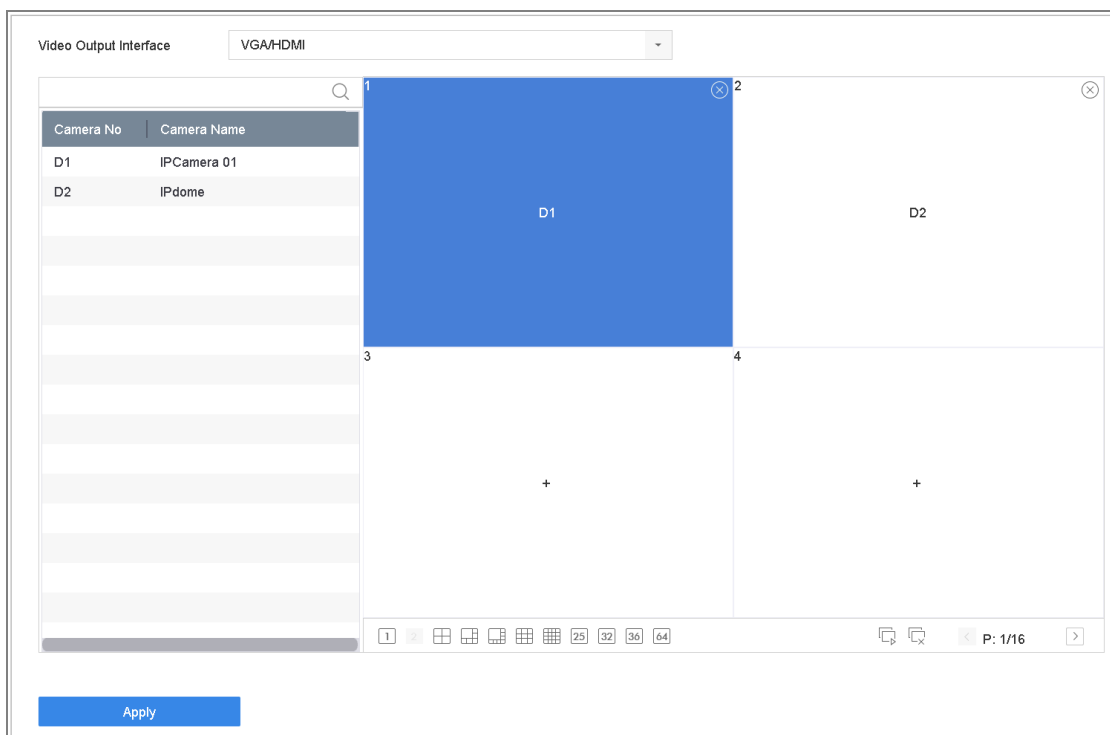 Video Output Interface VGA/HDMI
1 2
Camera No Camera Name
D1 IPCamera 01
D2 IPdome
D1 D2
3 4
+ +
1 2 25 32 36 64 P: 1/16
Apply